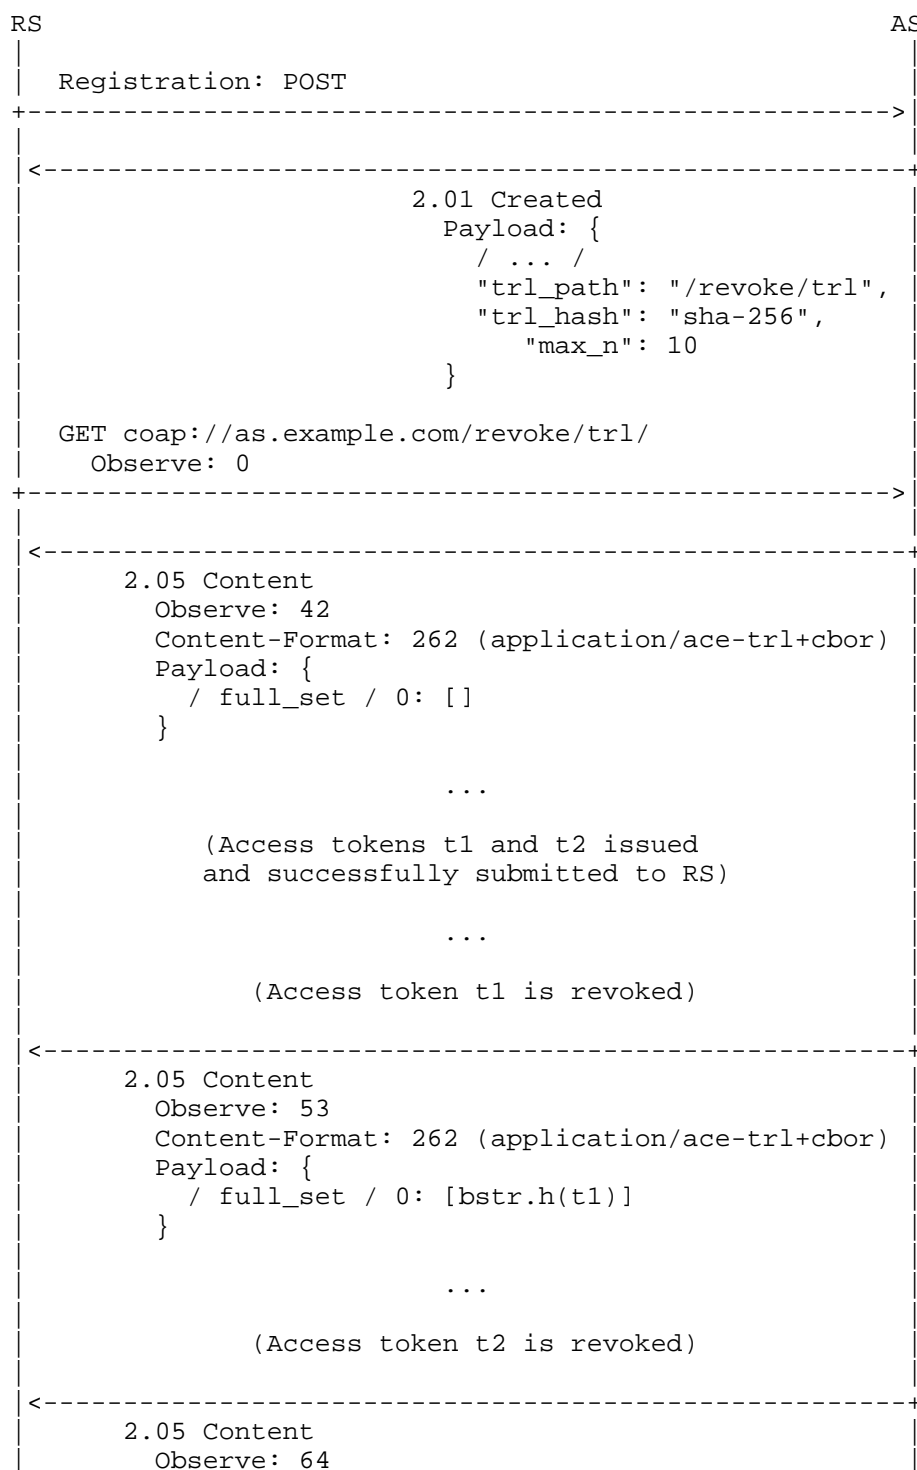 RS                                                     AS
|                                                       |
|  Registration: POST                                   |
+------------------------------------------------------>|
|                                                       |
|<------------------------------------------------------+
|                        2.01 Created                   |
|                          Payload: {                   |
|                            / ... /                    |
|                            "trl_path": "/revoke/trl", |
|                            "trl_hash": "sha-256",     |
|                               "max_n": 10             |
|                          }                            |
|                                                       |
|  GET coap://as.example.com/revoke/trl/                |
|    Observe: 0                                         |
+------------------------------------------------------>|
|                                                       |
|<------------------------------------------------------+
|      2.05 Content                                     |
|        Observe: 42                                    |
|        Content-Format: 262 (application/ace-trl+cbor) |
|        Payload: {                                     |
|          / full_set / 0: []                           |
|        }                                              |
|                                                       |
|                          ...                          |
|                                                       |
|           (Access tokens t1 and t2 issued             |
|           and successfully submitted to RS)           |
|                                                       |
|                          ...                          |
|                                                       |
|              (Access token t1 is revoked)             |
|                                                       |
|<------------------------------------------------------+
|      2.05 Content                                     |
|        Observe: 53                                    |
|        Content-Format: 262 (application/ace-trl+cbor) |
|        Payload: {                                     |
|          / full_set / 0: [bstr.h(t1)]                 |
|        }                                              |
|                                                       |
|                          ...                          |
|                                                       |
|              (Access token t2 is revoked)             |
|                                                       |
|<------------------------------------------------------+
|      2.05 Content                                     |
|        Observe: 64                                    |